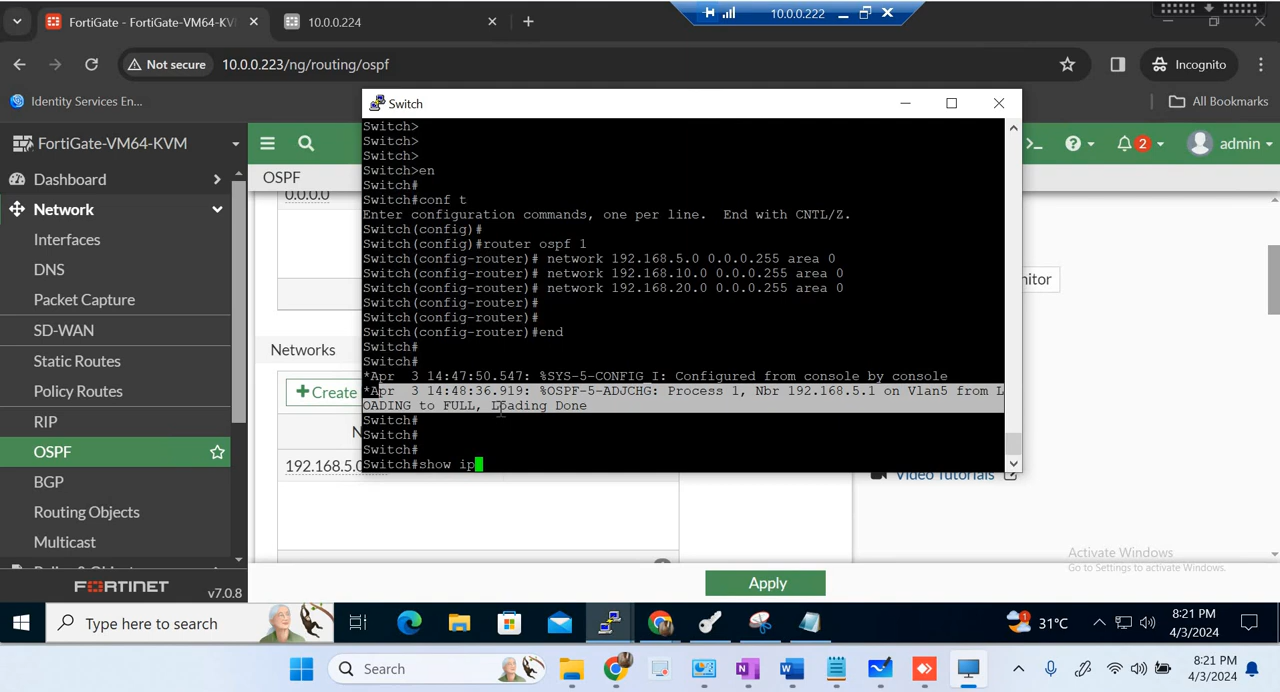 FortiGate - FortiGate-VM64-KV
10.0.0.224
10.0.0.222
Not secure
10.0.0.223/ng/routing/ospf
Incognito
Identity Services En...
All Bookmarks
FortiGate-VM64-KVM
Switch
2
admin
OSPF
0.0.0.0
Dashboard
Network
Interfaces
DNS
Packet Capture
SD-WAN
Static Routes
Policy Routes
RIP
OSPF
BGP
Routing Objects
Multicast
FORTINET
v7.0.8
Networks
Create
192.168.5.0
nitor
Video Tutorials
Apply
Switch>
Switch>
Switch>
Switch>en
Switch#
Switch#conf t
Enter configuration commands, one per line.  End with CNTL/Z.
Switch(config)#
Switch(config)#router ospf 1
Switch(config-router)# network 192.168.5.0 0.0.0.255 area 0
Switch(config-router)# network 192.168.10.0 0.0.0.255 area 0
Switch(config-router)# network 192.168.20.0 0.0.0.255 area 0
Switch(config-router)#
Switch(config-router)#
Switch(config-router)#end
Switch#
Switch#
*Apr  3 14:47:50.547: %SYS-5-CONFIG_I: Configured from console by console
*Apr  3 14:48:36.919: %OSPF-5-ADJCHG: Process 1, Nbr 192.168.5.1 on Vlan5 from L
OADING to FULL, Loading Done
Switch#
Switch#
Switch#
Switch#show ip
Activate Windows
Go to Settings to activate Windows.
Type here to search
31°C
8:21 PM
4/3/2024
Search
8:21 PM
4/3/2024